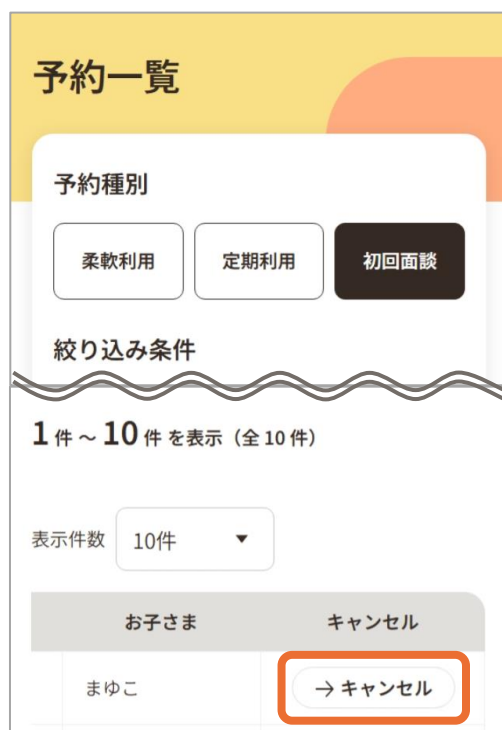 予約一覧
予約種別
柔軟利用 定期利用 初回面談
絞り込み条件
1件～10件を表示（全10件）
表示件数 10件
お子さま キャンセル
まゆこ →キャンセル